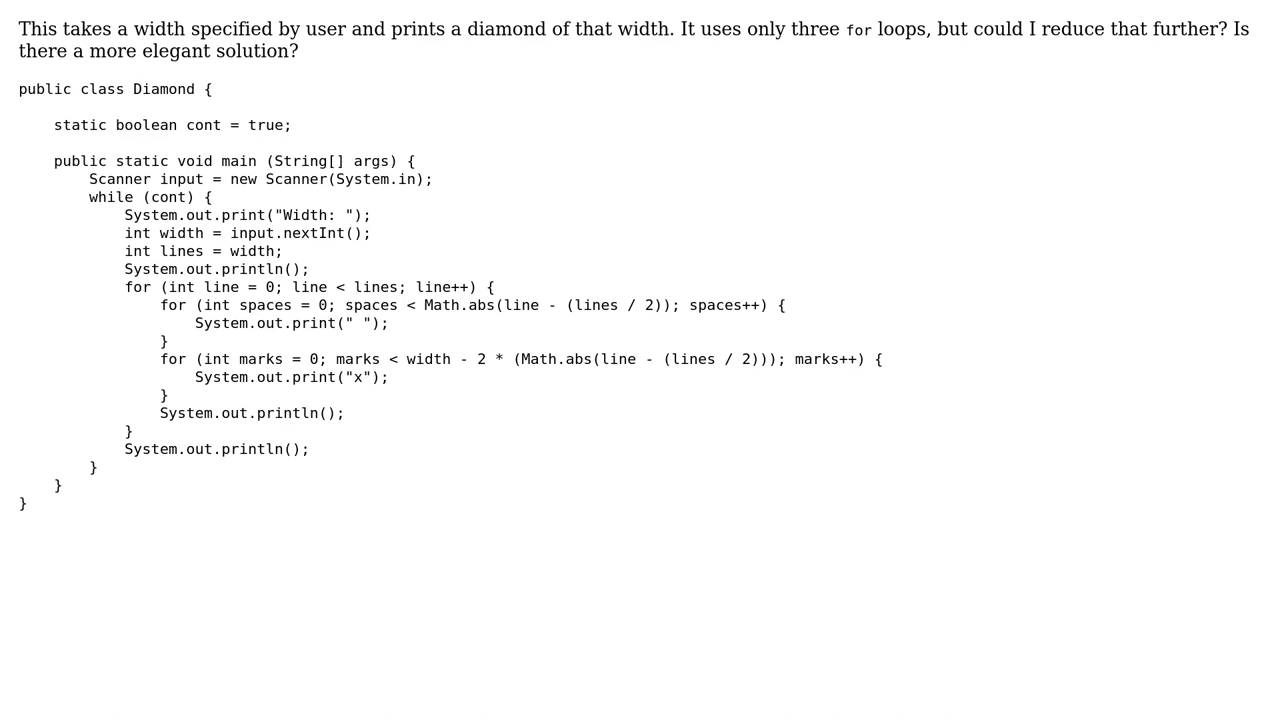 This takes a width specified by user and prints a diamond of that width. It uses only three for loops, but could I reduce that further? Is
there a more elegant solution?
public class Diamond {
    static boolean cont = true;
    public static void main (String[] args) {
        Scanner input = new Scanner(System.in);
        while (cont) {
            System.out.print("Width: ");
            int width = input.nextInt();
            int lines = width;
            System.out.println();
            for (int line = 0; line < lines; line++) {
                for (int spaces = 0; spaces < Math.abs(line - (lines / 2)); spaces++) {
                    System.out.print(" ");
                }
                for (int marks = 0; marks < width - 2 * (Math.abs(line - (lines / 2))); marks++) {
                    System.out.print("x");
                }
                System.out.println();
            }
            System.out.println();
        }
    }
}